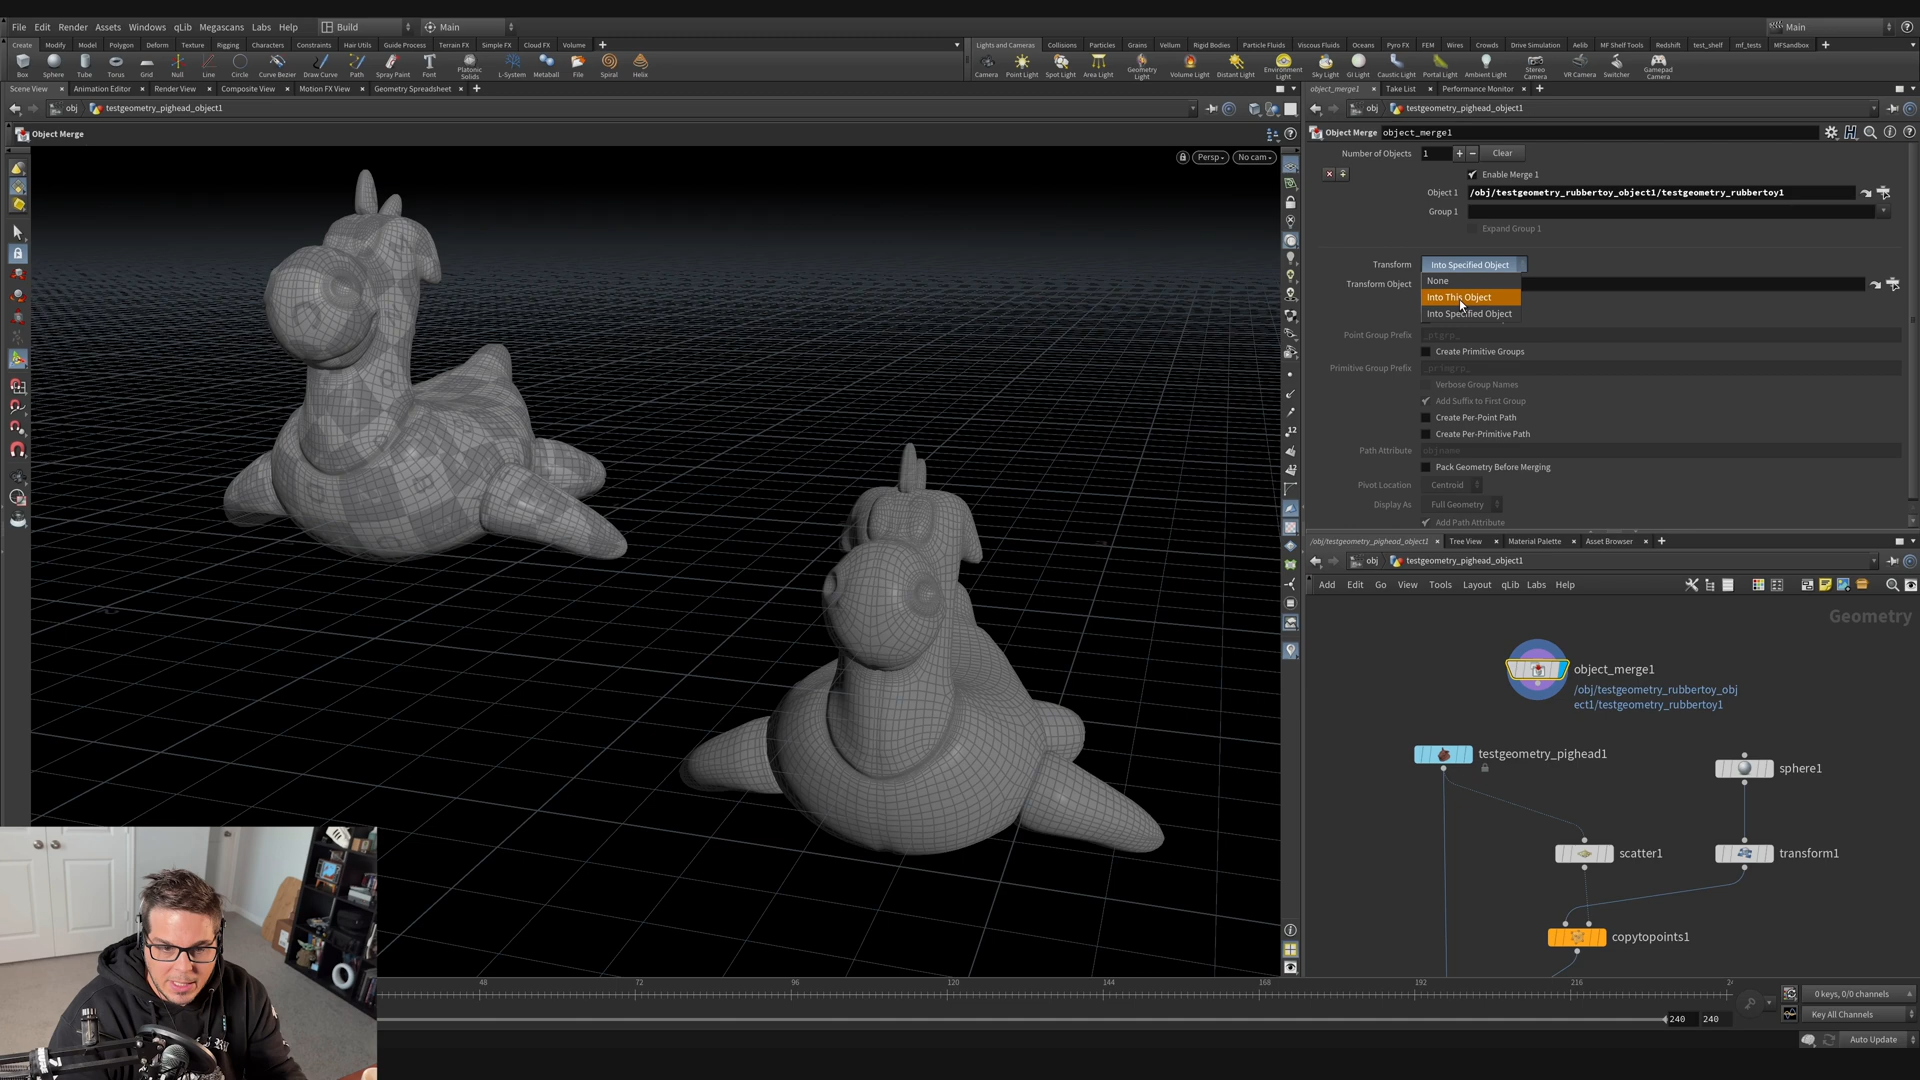 File Edit Render Assets Windows qLib Megascans Labs Help Build Main Main
Create Modify Model Polygon Deform Texture Rigging Characters Constraints Hair Utils Guide Process Terrain FX Simple FX Cloud FX Volume
Lights and Cameras Collisions Particles Grains Vellum Rigid Bodies Particle Fluids Viscous Fluids Oceans Pyro FX FEM Wires Crowds Drive Simulation Aelib MF Shelf Tools Redshift test_shelf mf_tests MFSandbox
Box Sphere Tube Torus Grid Null Line Circle Curve Bezier Draw Curve Path Spray Paint Font Platonic Solids L-System Metaball File Spiral Helix
Camera Point Light Spot Light Area Light Geometry Light Volume Light Distant Light Environment Light Sky Light GI Light Caustic Light Portal Light Ambient Light Stereo Camera VR Camera Switcher Gamepad Camera
Scene View Animation Editor Render View Composite View Motion FX View Geometry Spreadsheet
object_merge1 Take List Performance Monitor
obj testgeometry_pighead_object1
obj testgeometry_pighead_object1
Object Merge
Object Merge object_merge1
Persp No cam
Number of Objects 1 Clear
Enable Merge 1
Object 1 /obj/testgeometry_rubbertoy_object1/testgeometry_rubbertoy1
Group 1
Expand Group 1
Transform Into Specified Object
None
Transform Object
Into This Object
Into Specified Object
Point Group Prefix _ptgrp_
Create Primitive Groups
Primitive Group Prefix _primgrp_
Verbose Group Names
Add Suffix to First Group
Create Per-Point Path
Create Per-Primitive Path
Path Attribute objname
Pack Geometry Before Merging
Pivot Location Centroid
Display As Full Geometry
Add Path Attribute
/obj/testgeometry_pighead_object1 Tree View Material Palette Asset Browser
obj testgeometry_pighead_object1
Add Edit Go View Tools Layout qLib Labs Help
Geometry
object_merge1
/obj/testgeometry_rubbertoy_obj
ect1/testgeometry_rubbertoy1
testgeometry_pighead1
sphere1
scatter1
transform1
copytopoints1
48 72 96 120 144 168 192 216
240 240
0 keys, 0/0 channels
Key All Channels
Auto Update